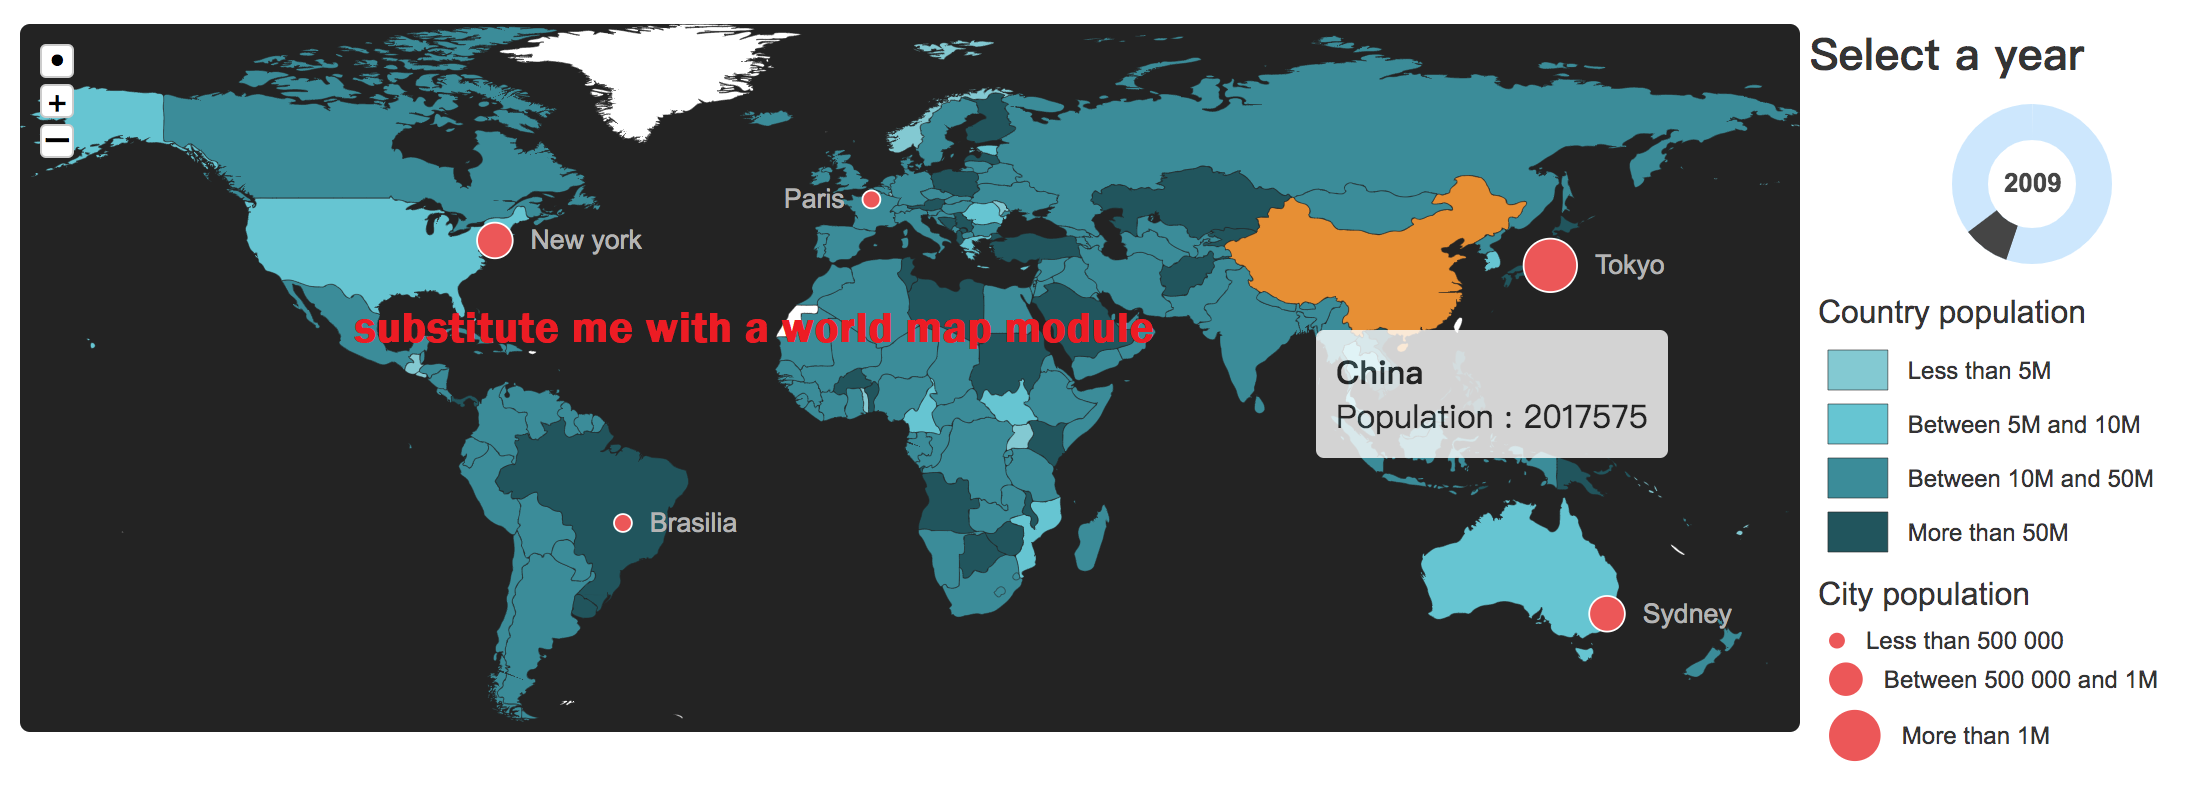 Select a year
2009
Paris
New york
Tokyo
substitute me with a world map module
China
Population : 2017575
Brasilia
Sydney
Country population
Less than 5M
Between 5M and 10M
Between 10M and 50M
More than 50M
City population
Less than 500 000
Between 500 000 and 1M
More than 1M